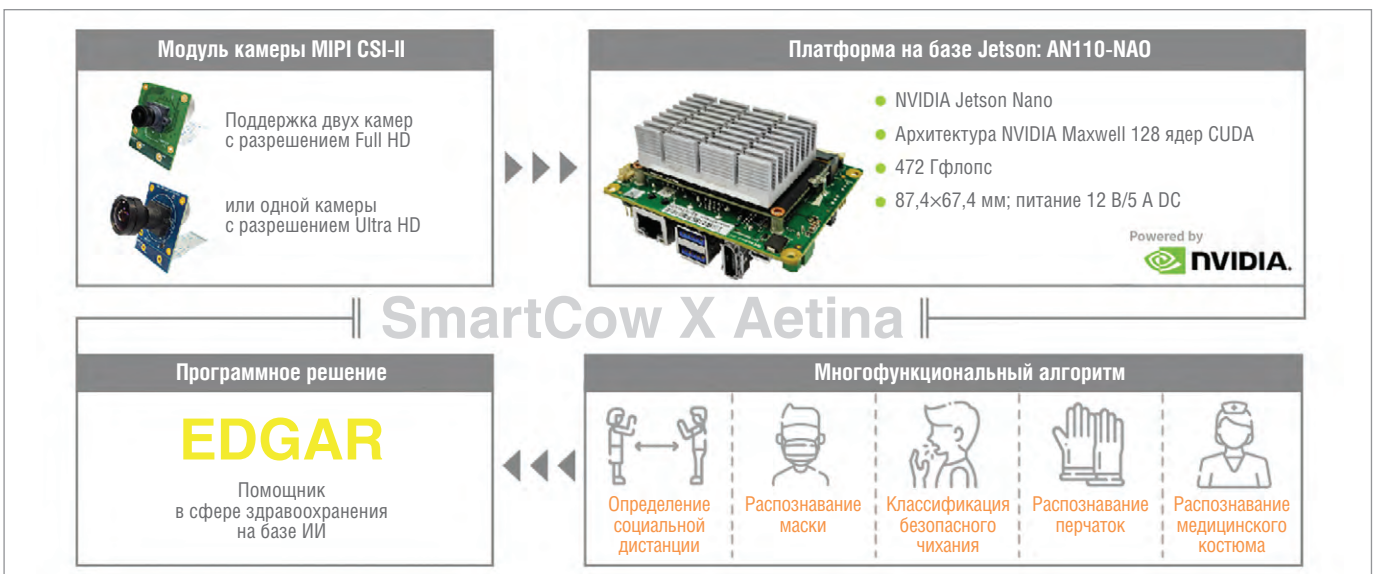 Модуль камеры MIPI CSI-II
Поддержка двух камер
с разрешением Full HD
или одной камеры
с разрешением Ultra HD
Платформа на базе Jetson: AN110-NAO
NVIDIA Jetson Nano
Архитектура NVIDIA Maxwell 128 ядер CUDA
472 Гфлопс
87,4×67,4 мм; питание 12 В/5 А DC
Powered by
NVIDIA.
SmartCow X Aetina
Многофункциональный алгоритм
Определение
социальной
дистанции
Распознавание
маски
Классификация
безопасного
чихания
Распознавание
перчаток
Распознавание
медицинского
костюма
Программное решение
EDGAR
Помощник
в сфере здравоохранения
на базе ИИ